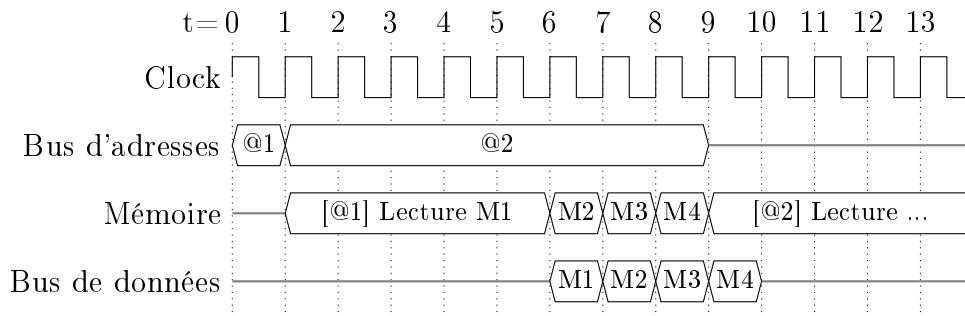 t= 0 1 2 3 4 5 6 7 8 9 10 11 12 13
Clock
Bus d'adresses @1 @2
Mémoire [@1] Lecture M1 M2 M3 M4 [@2] Lecture ...
Bus de données M1 M2 M3 M4